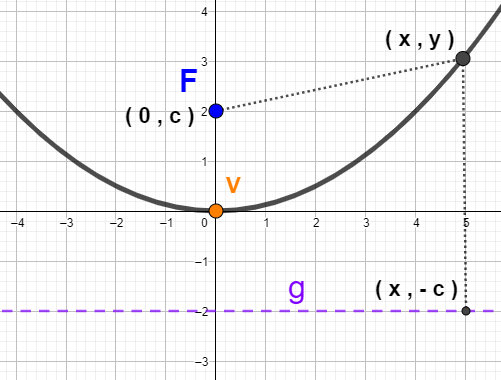 4
( x , y )
3
F
2
( 0 , c )
1
V
−4 −3 −2 −1 0 1 2 3 4 5
−1
g
( x , - c )
−2
−3